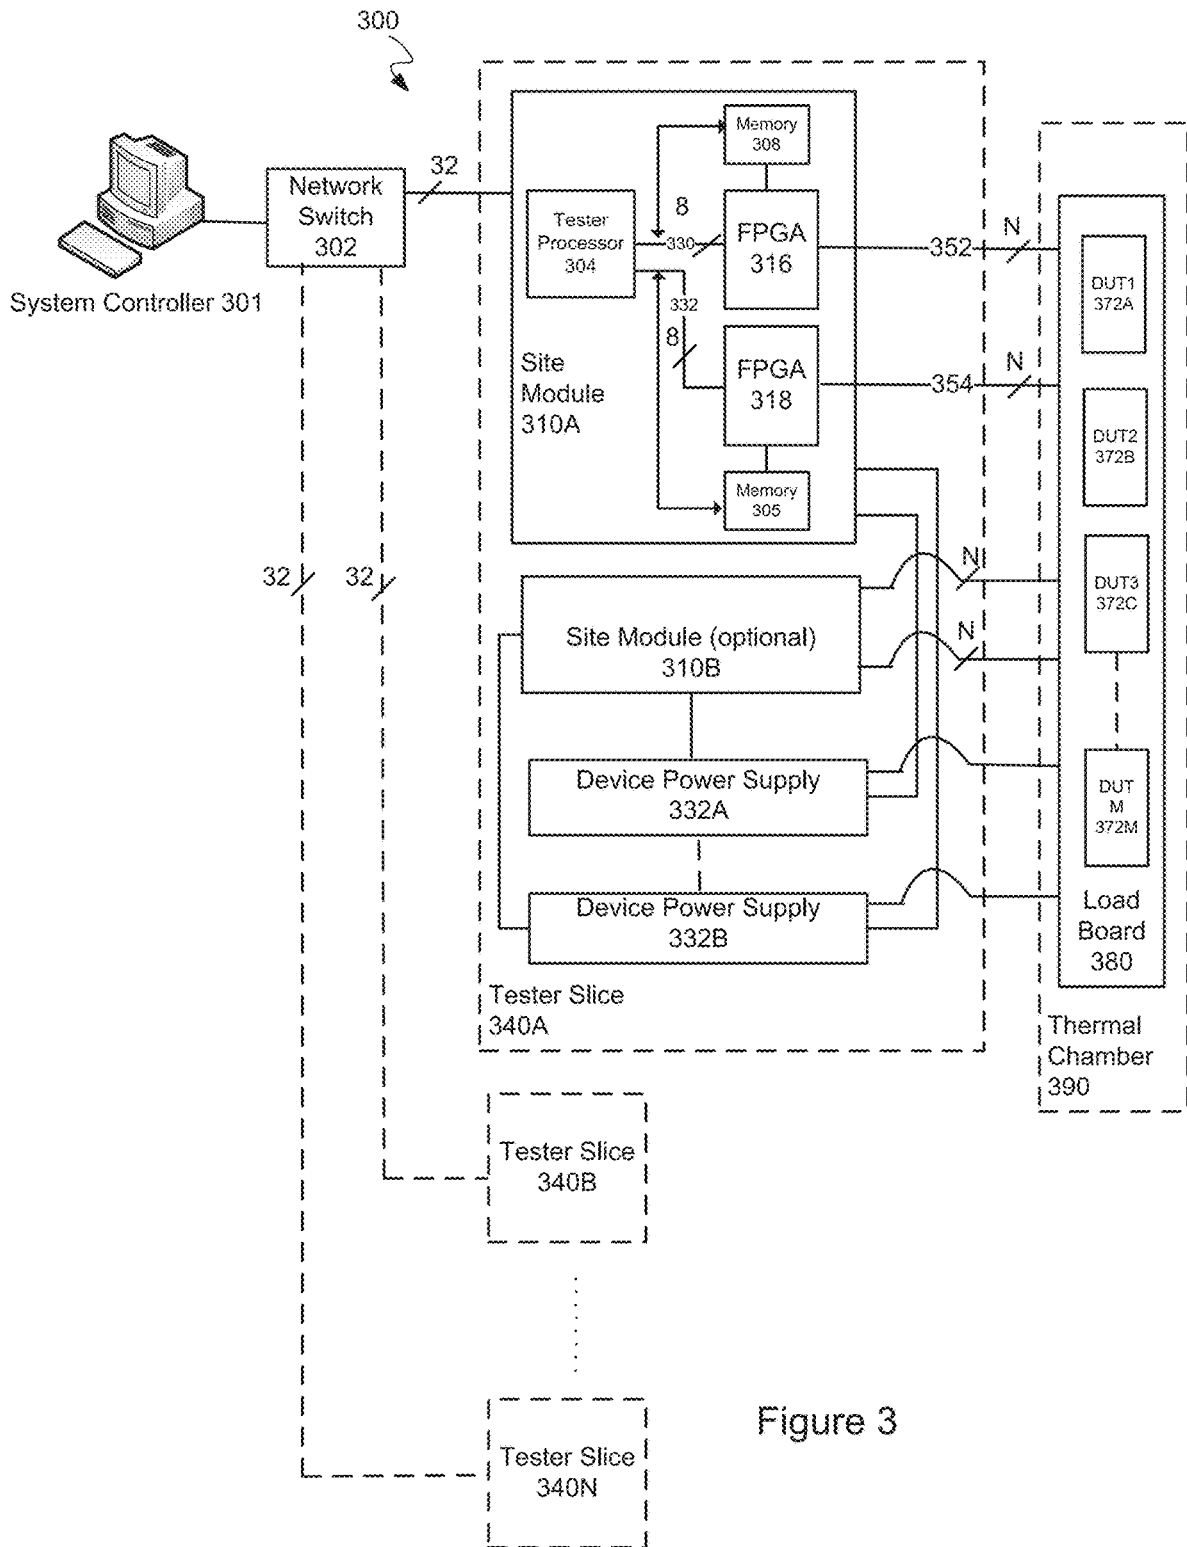 300
System Controller 301
Network
Switch
302
32
32
32
Tester
Processor
304
Memory
308
8
330
FPGA
316
332
8
FPGA
318
Memory
305
Site
Module
310A
352
N
354
N
N
N
Site Module (optional)
310B
Device Power Supply
332A
Device Power Supply
332B
Tester Slice
340A
DUT1
372A
DUT2
372B
DUT3
372C
DUT
M
372M
Load
Board
380
Thermal
Chamber
390
Tester Slice
340B
Tester Slice
340N
Figure 3